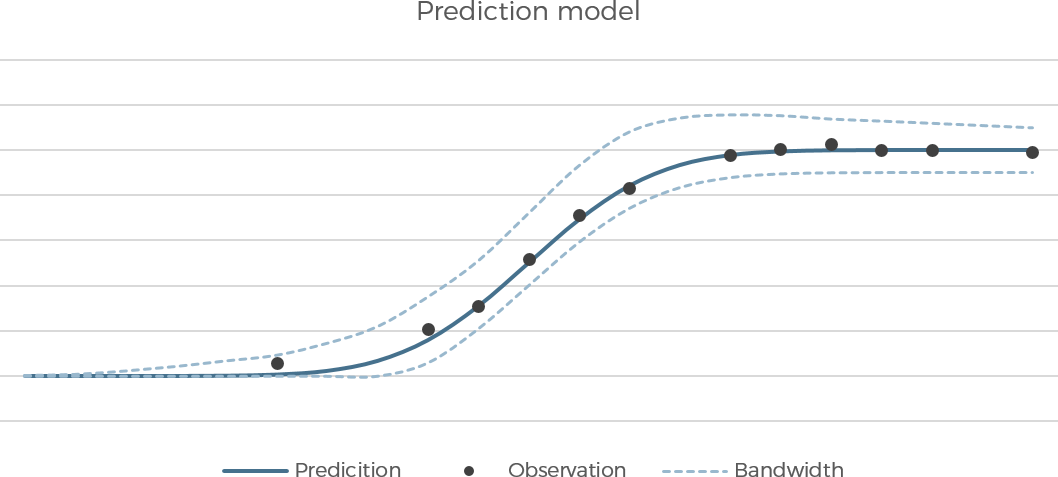 Prediction model
Predicition
Observation
Bandwidth